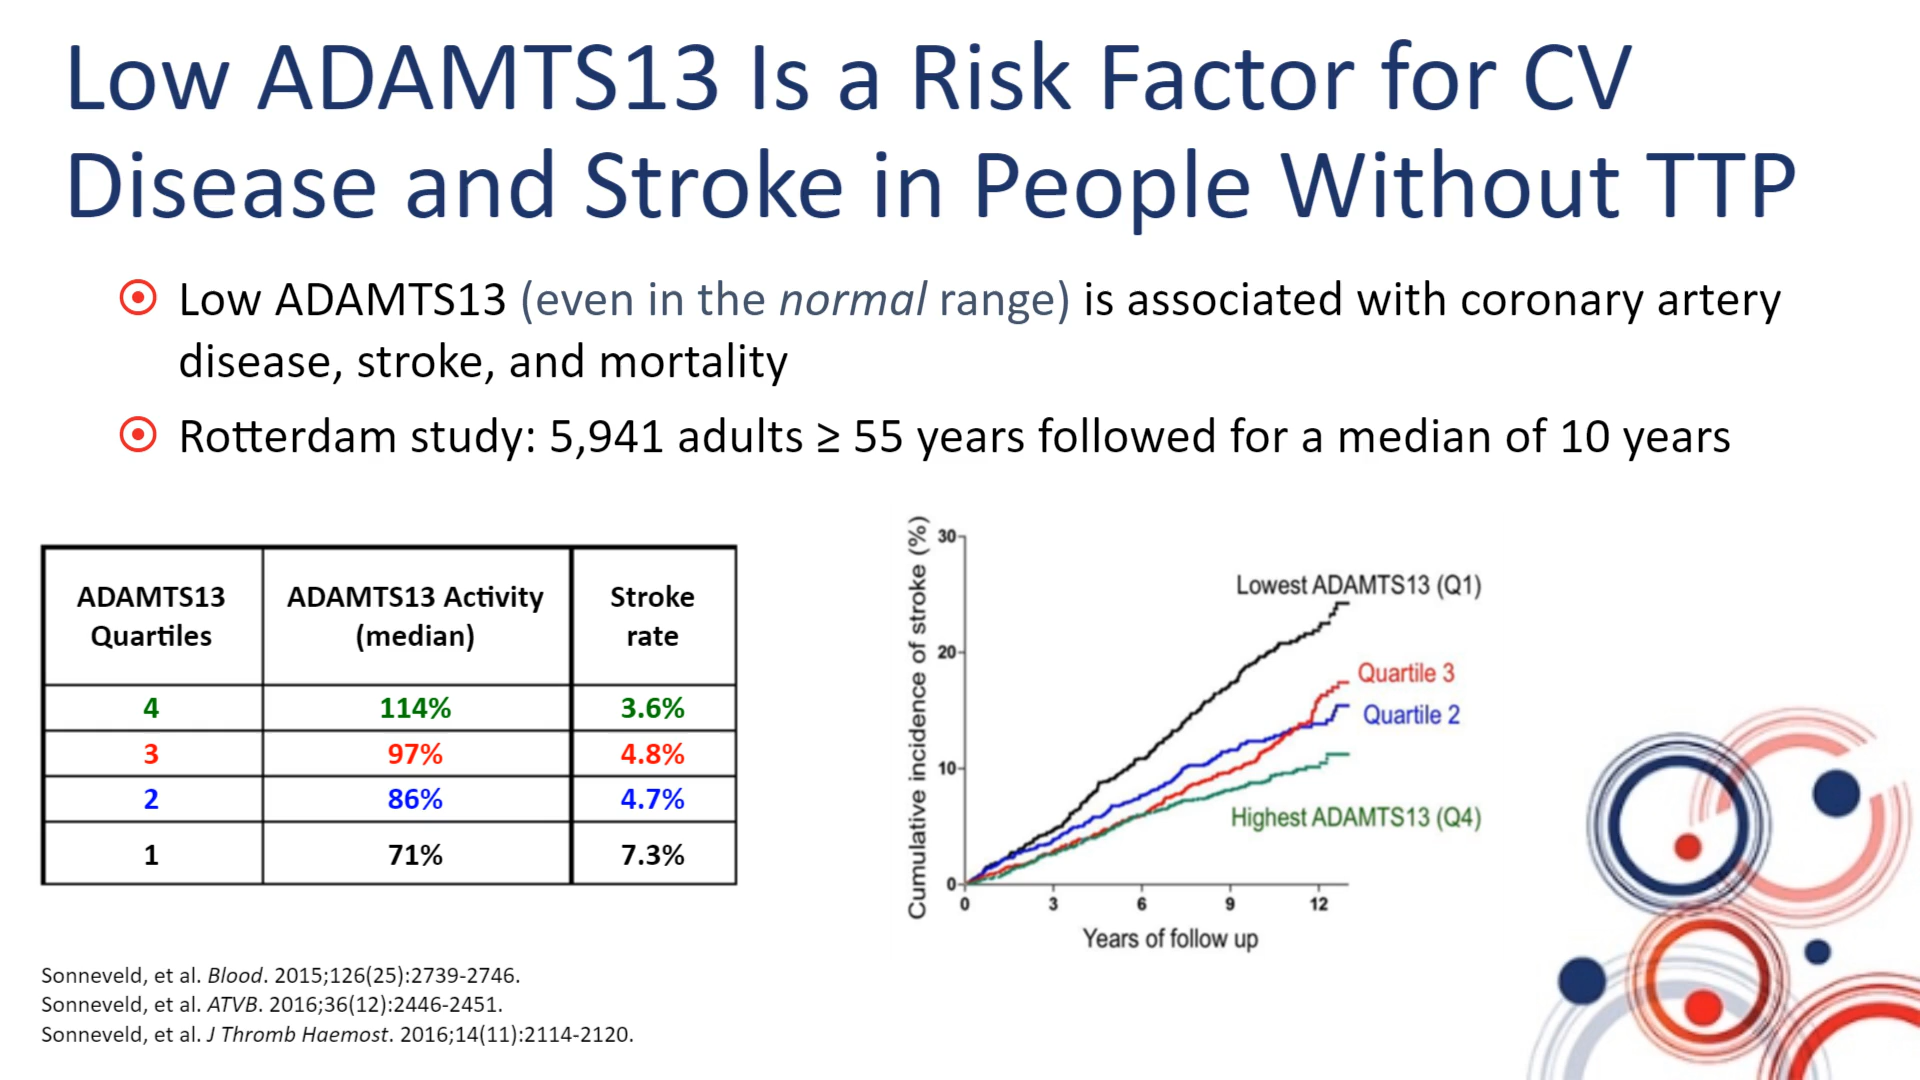 Low ADAMTS13 Is a Risk Factor for CV
Disease and Stroke in People Without TTP
Low ADAMTS13 (even in the normal range) is associated with coronary artery
disease, stroke, and mortality
Rotterdam study: 5,941 adults ≥ 55 years followed for a median of 10 years
ADAMTS13 Quartiles ADAMTS13 Activity (median) Stroke rate
4 114% 3.6%
3 97% 4.8%
2 86% 4.7%
1 71% 7.3%
Cumulative incidence of stroke (%)
30
20
10
0
Lowest ADAMTS13 (Q1)
Quartile 3
Quartile 2
Highest ADAMTS13 (Q4)
0 3 6 9 12
Years of follow up
Sonneveld, et al. Blood. 2015;126(25):2739-2746.
Sonneveld, et al. ATVB. 2016;36(12):2446-2451.
Sonneveld, et al. J Thromb Haemost. 2016;14(11):2114-2120.